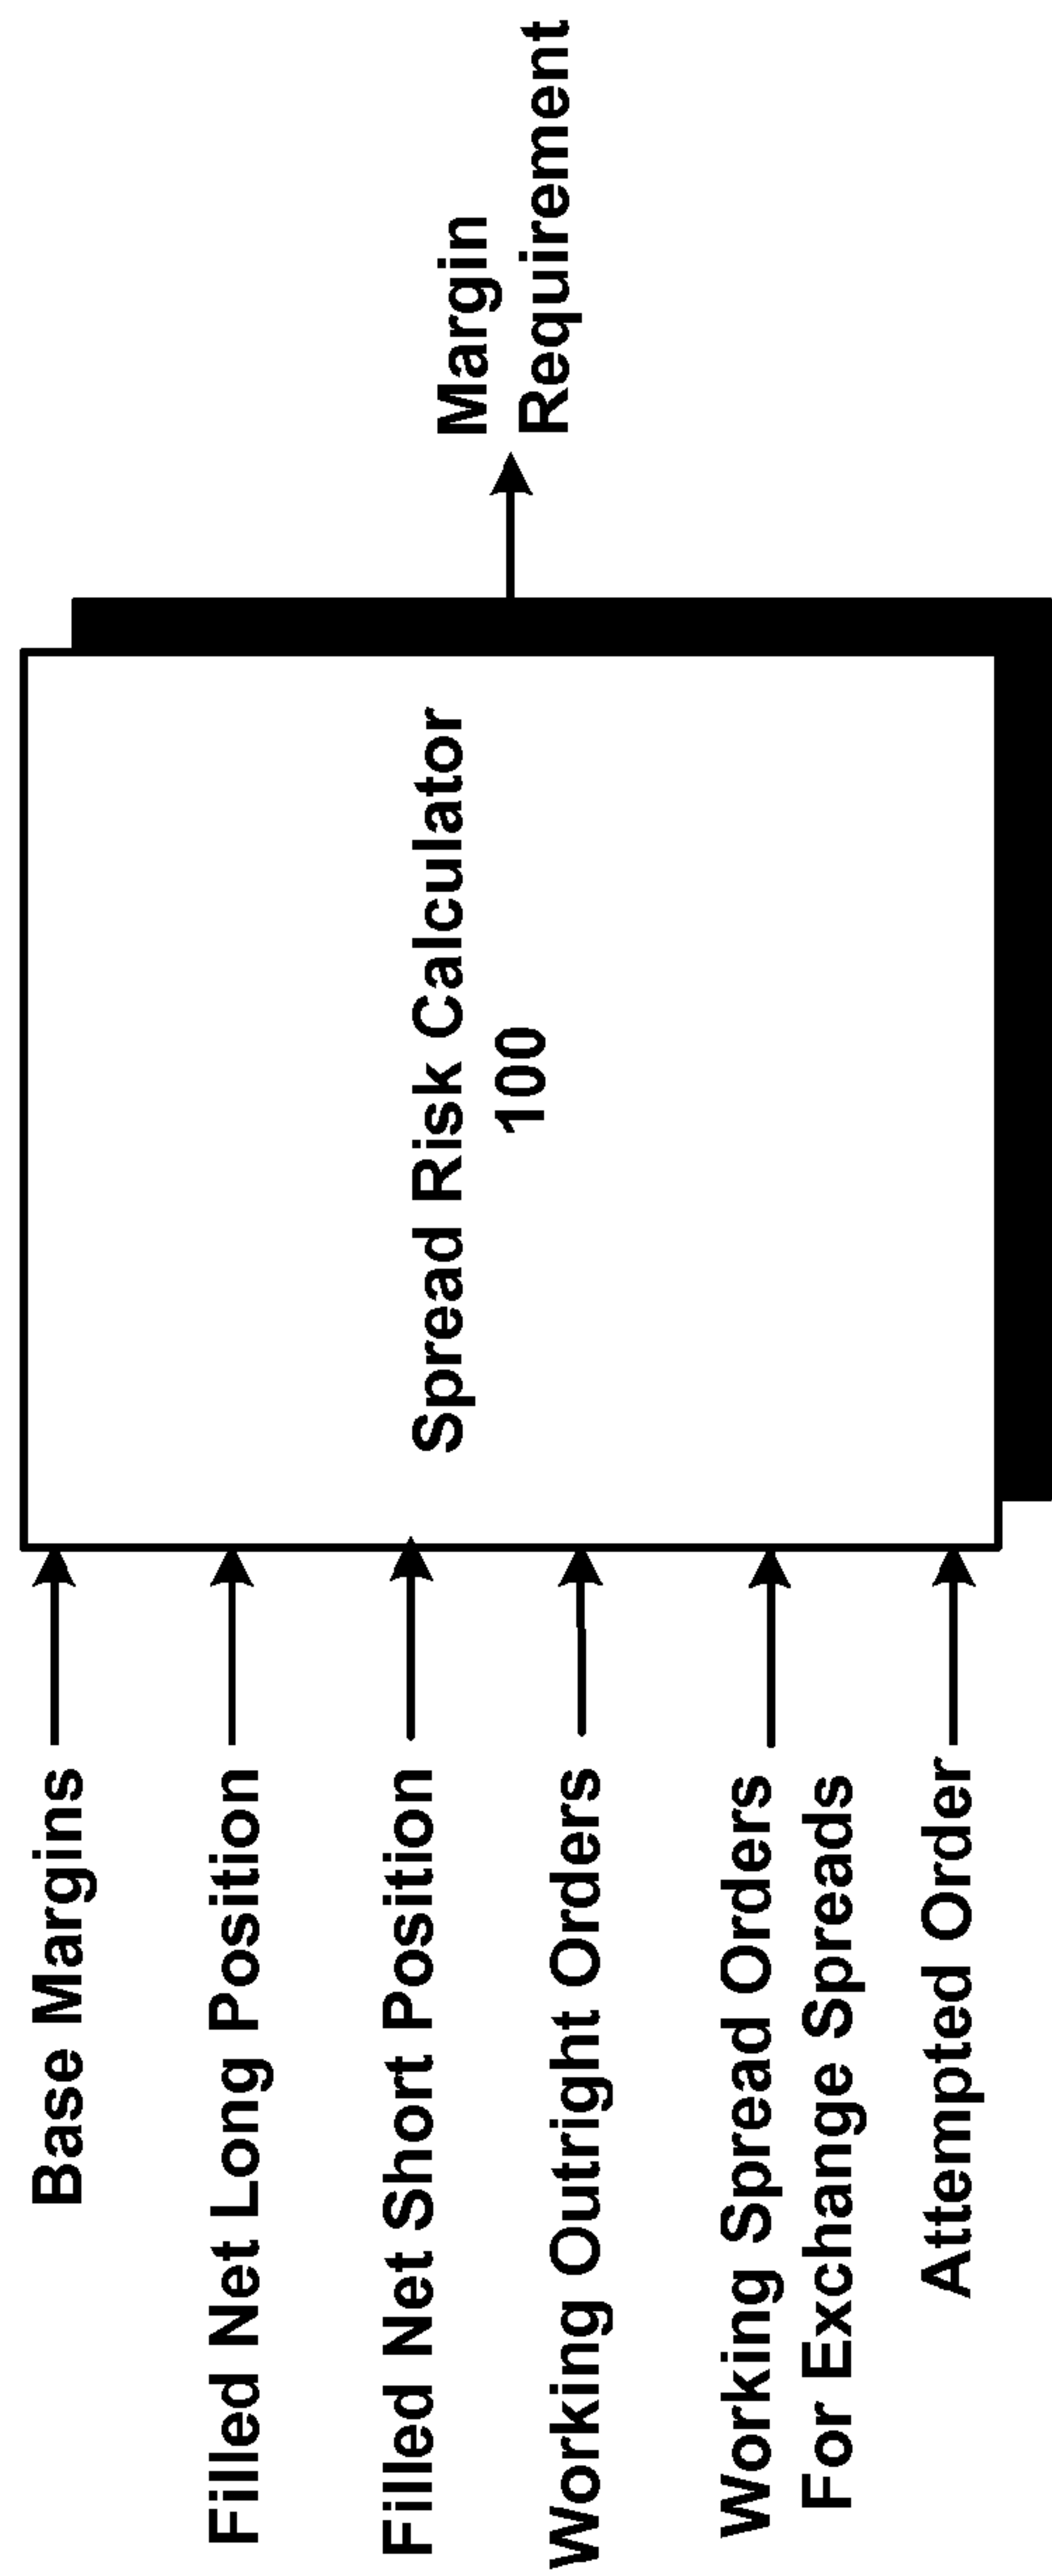 Base Margins
Filled Net Long Position
Filled Net Short Position
Working Outright Orders
Working Spread Orders
For Exchange Spreads
Attempted Order
Spread Risk Calculator
100
Margin
Requirement